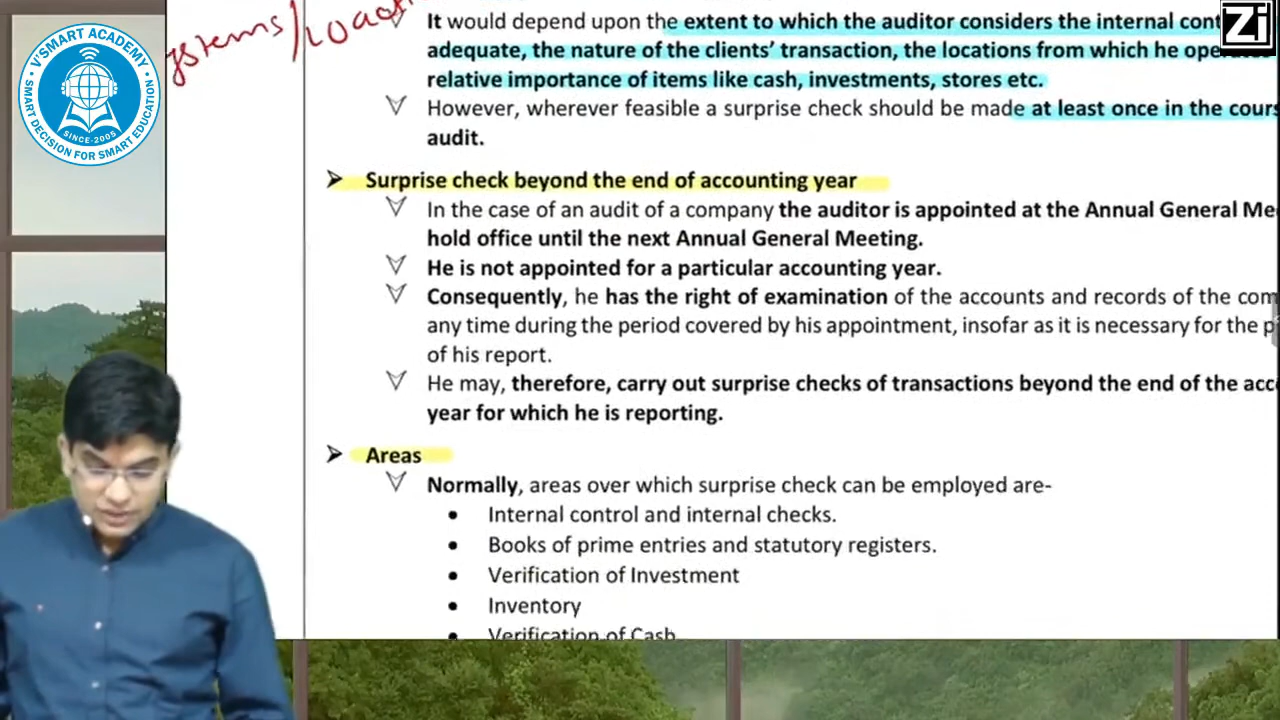 V'SMART ACADEMY
SMART DECISION FOR SMART EDUCATION
SINCE-2005
Zi
ystems/
It would depend upon the extent to which the auditor considers the internal
adequate, the nature of the clients' transaction, the locations from which he
relative importance of items like cash, investments, stores etc.
However, wherever feasible a surprise check should be made at least once in the
audit.
Surprise check beyond the end of accounting year
In the case of an audit of a company the auditor is appointed at the Annual General
hold office until the next Annual General Meeting.
He is not appointed for a particular accounting year.
Consequently, he has the right of examination of the accounts and records of the
any time during the period covered by his appointment, insofar as it is necessary for the
of his report.
He may, therefore, carry out surprise checks of transactions beyond the end of the
year for which he is reporting.
Areas
Normally, areas over which surprise check can be employed are-
Internal control and internal checks.
Books of prime entries and statutory registers.
Verification of Investment
Inventory
Verification of Cash